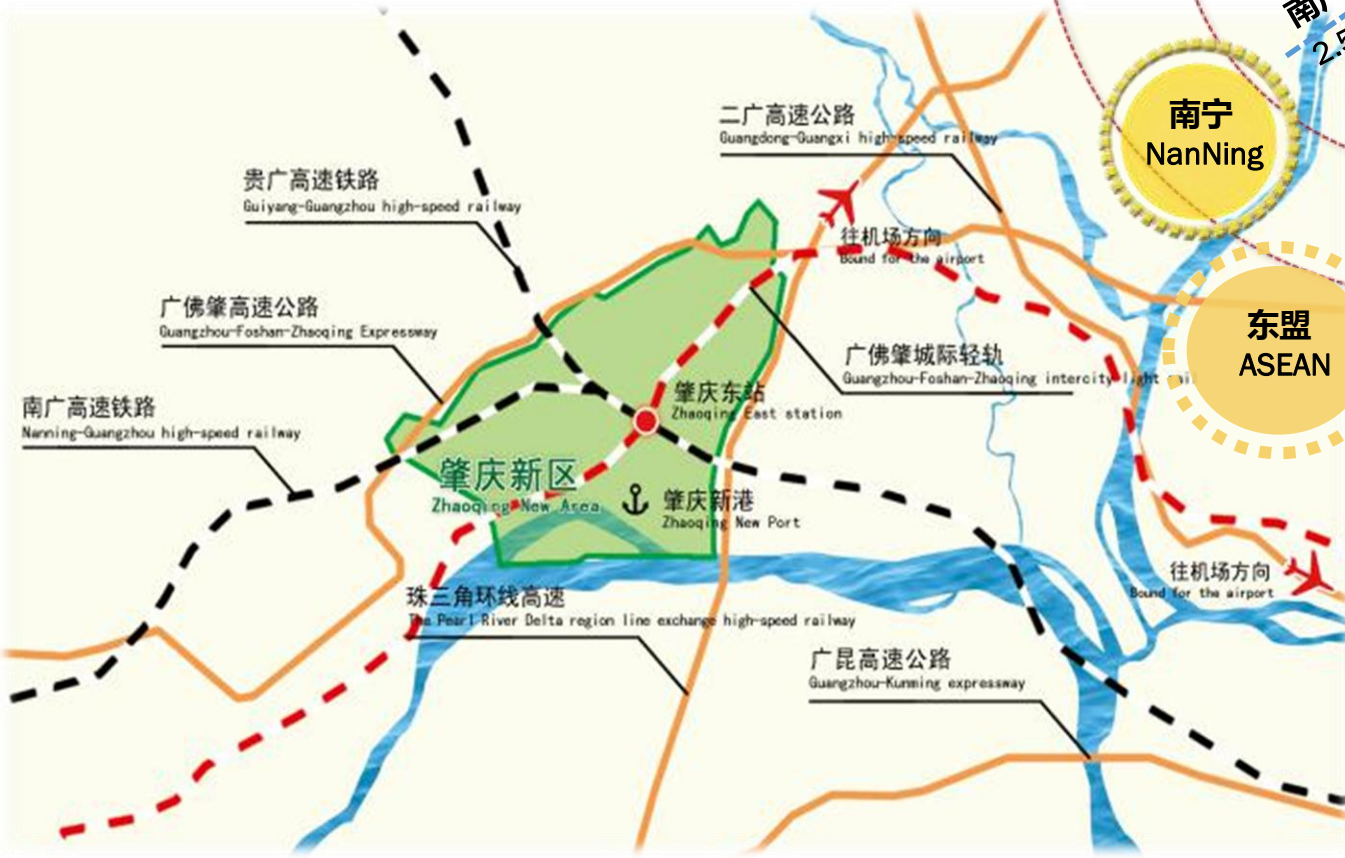 南
2.5
南宁
NanNing
东盟
ASEAN
二广高速公路
Guangdong-Guangxi high-speed railway
贵广高速铁路
Guiyang-Guangzhou high-speed railway
往机场方向
Bound for the airport
广佛肇高速公路
Guangzhou-Foshan-Zhaoqing Expressway
广佛肇城际轻轨
Guangzhou-Foshan-Zhaoqing intercity light rail
南广高速铁路
Nanning-Guangzhou high-speed railway
肇庆东站
Zhaoqing East station
肇庆新区
Zhaoqing New Area
肇庆新港
Zhaoqing New Port
往机场方向
Bound for the airport
珠三角环线高速
The Pearl River Delta region line exchange high-speed railway
广昆高速公路
Guangzhou-Kunming expressway